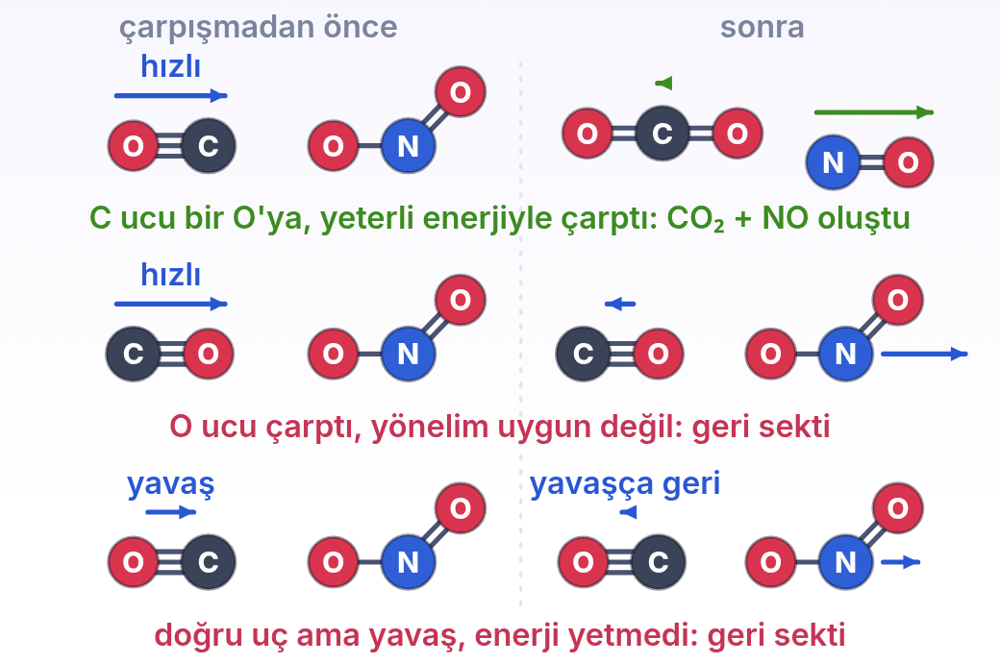 çarpışmadan önce
sonra
hızlı
O C O N O
O C O N O
C ucu bir O'ya, yeterli enerjiyle çarptı: CO₂ + NO oluştu
hızlı
C O O N O
C O O N O
O ucu çarptı, yönelim uygun değil: geri sekti
yavaş
yavaşça geri
O C O N O
O C O N O
doğru uç ama yavaş, enerji yetmedi: geri sekti